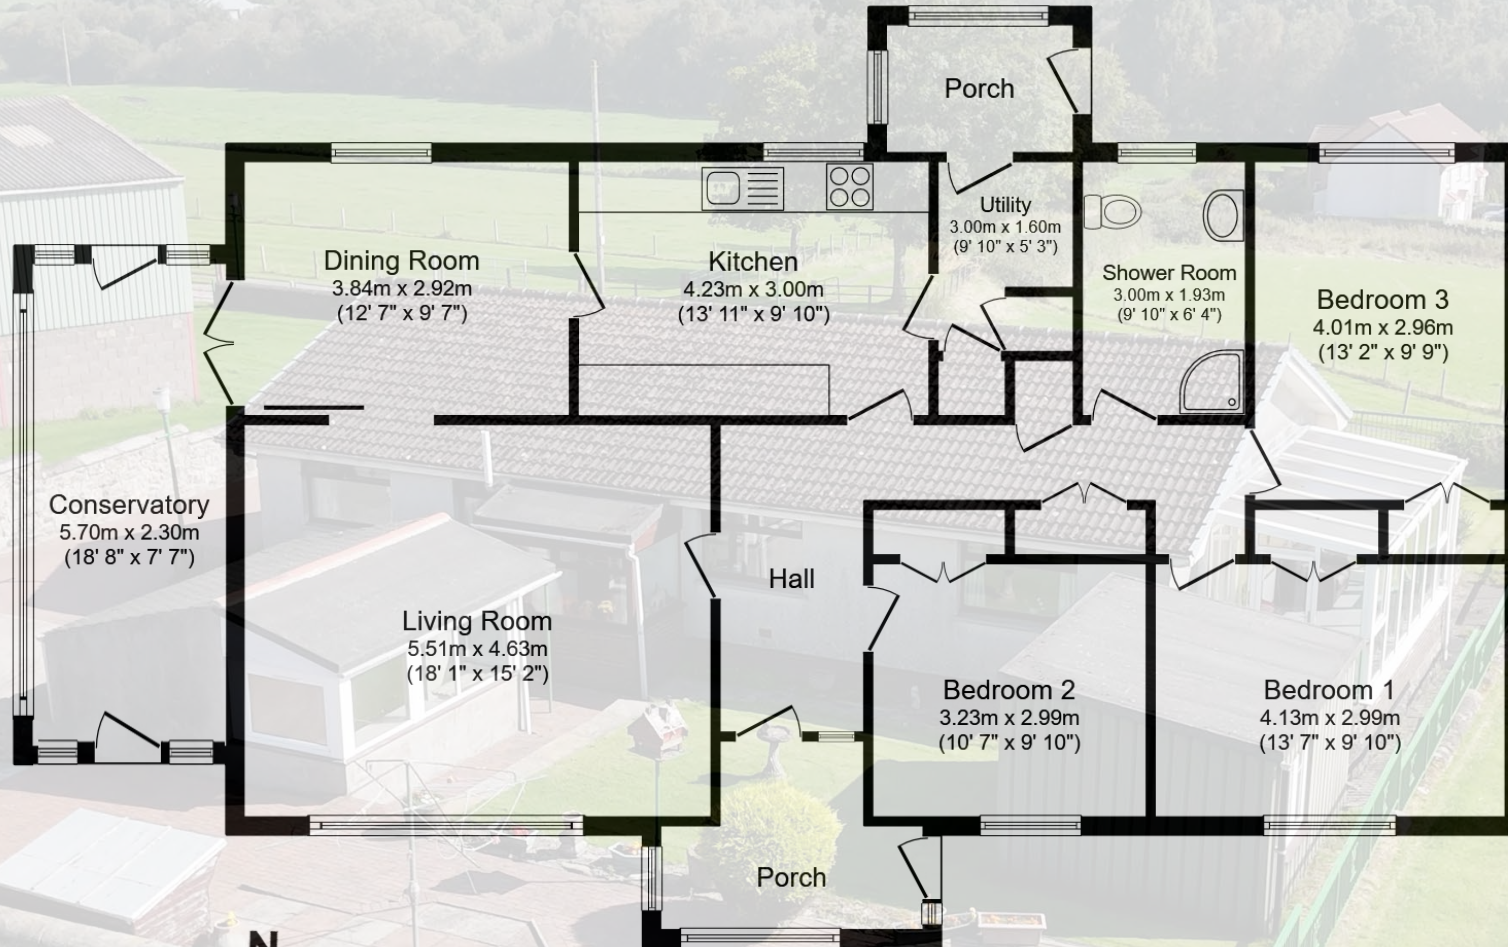 Porch
Utility
3.00m x 1.60m
(9' 10" x 5' 3")
Dining Room
3.84m x 2.92m
(12' 7" x 9' 7")
Kitchen
4.23m x 3.00m
(13' 11" x 9' 10")
Shower Room
3.00m x 1.93m
(9' 10" x 6' 4")
Bedroom 3
4.01m x 2.96m
(13' 2" x 9' 9")
Conservatory
5.70m x 2.30m
(18' 8" x 7' 7")
Hall
Living Room
5.51m x 4.63m
(18' 1" x 15' 2")
Bedroom 2
3.23m x 2.99m
(10' 7" x 9' 10")
Bedroom 1
4.13m x 2.99m
(13' 7" x 9' 10")
Porch
N